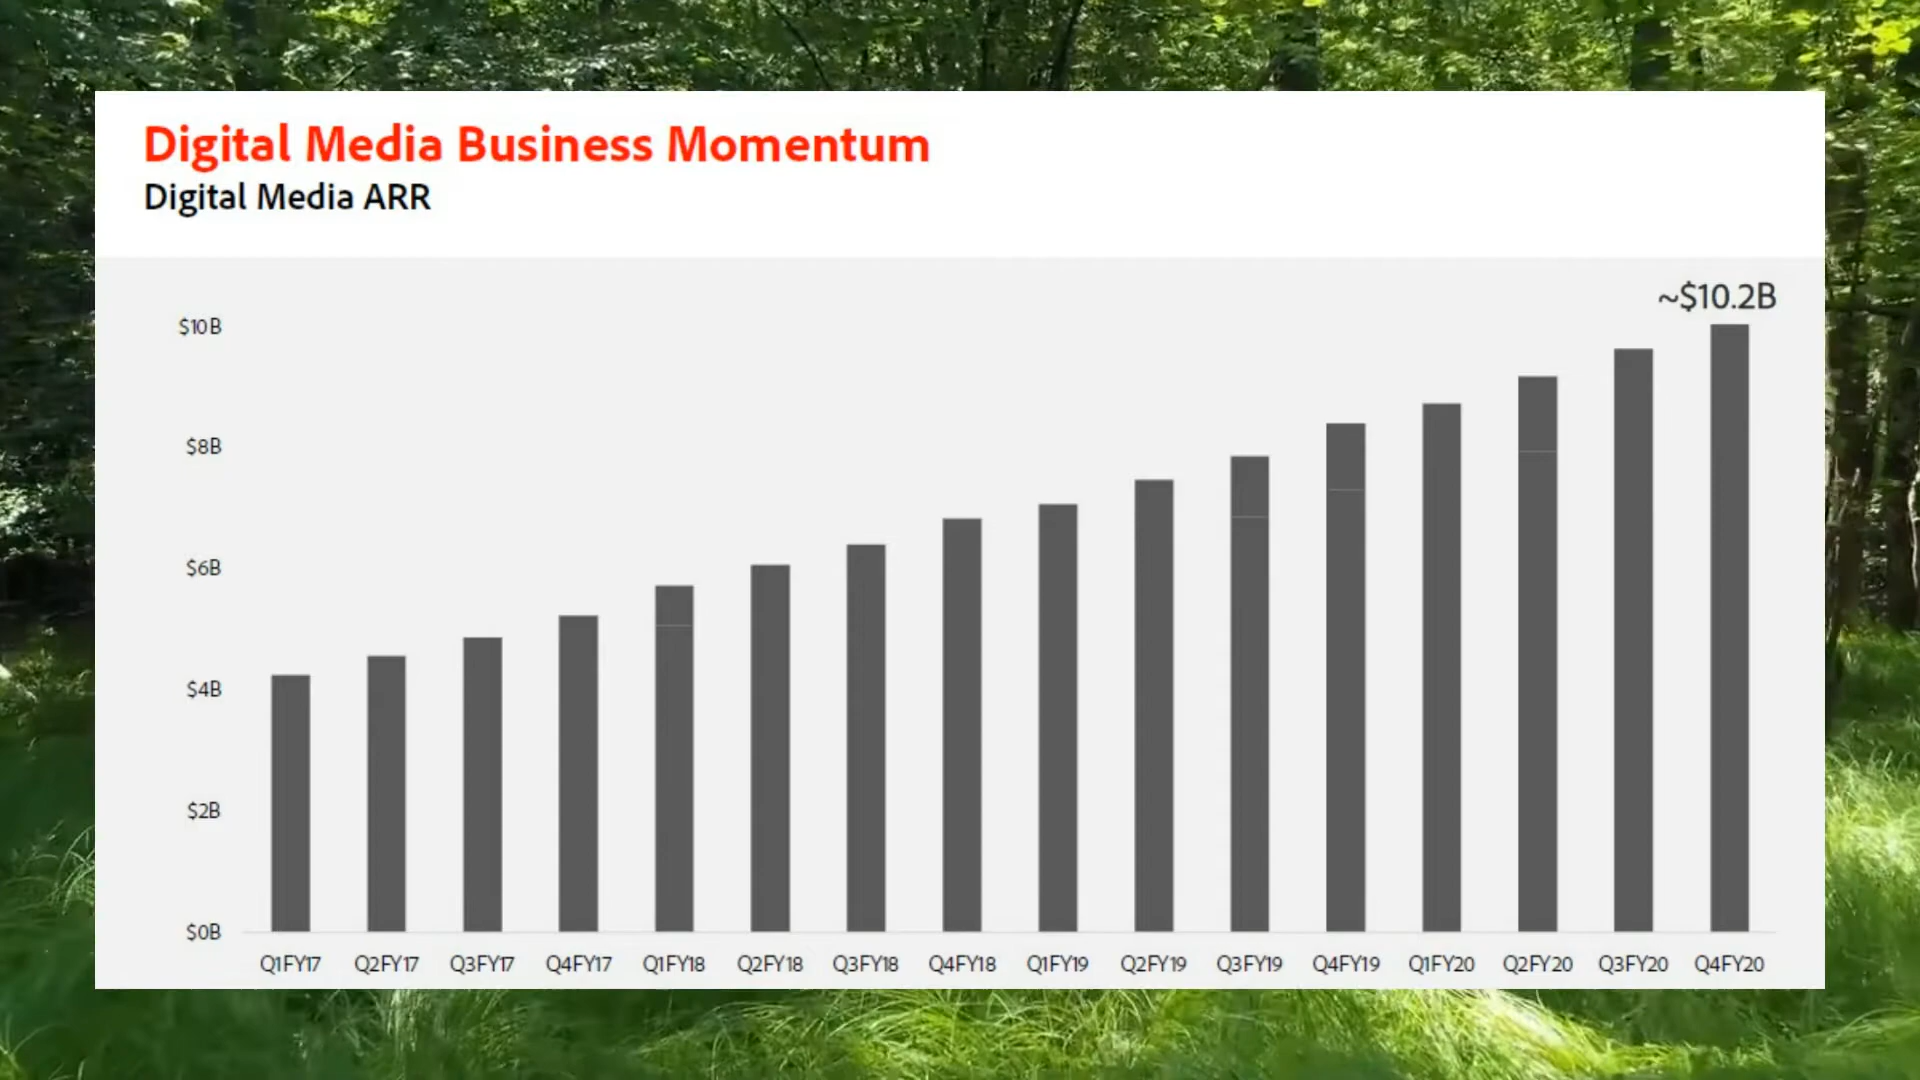 Digital Media Business Momentum
Digital Media ARR
~$10.2B
$10B
$8B
$6B
$4B
$2B
$0B
Q1FY17 Q2FY17 Q3FY17 Q4FY17 Q1FY18 Q2FY18 Q3FY18 Q4FY18 Q1FY19 Q2FY19 Q3FY19 Q4FY19 Q1FY20 Q2FY20 Q3FY20 Q4FY20